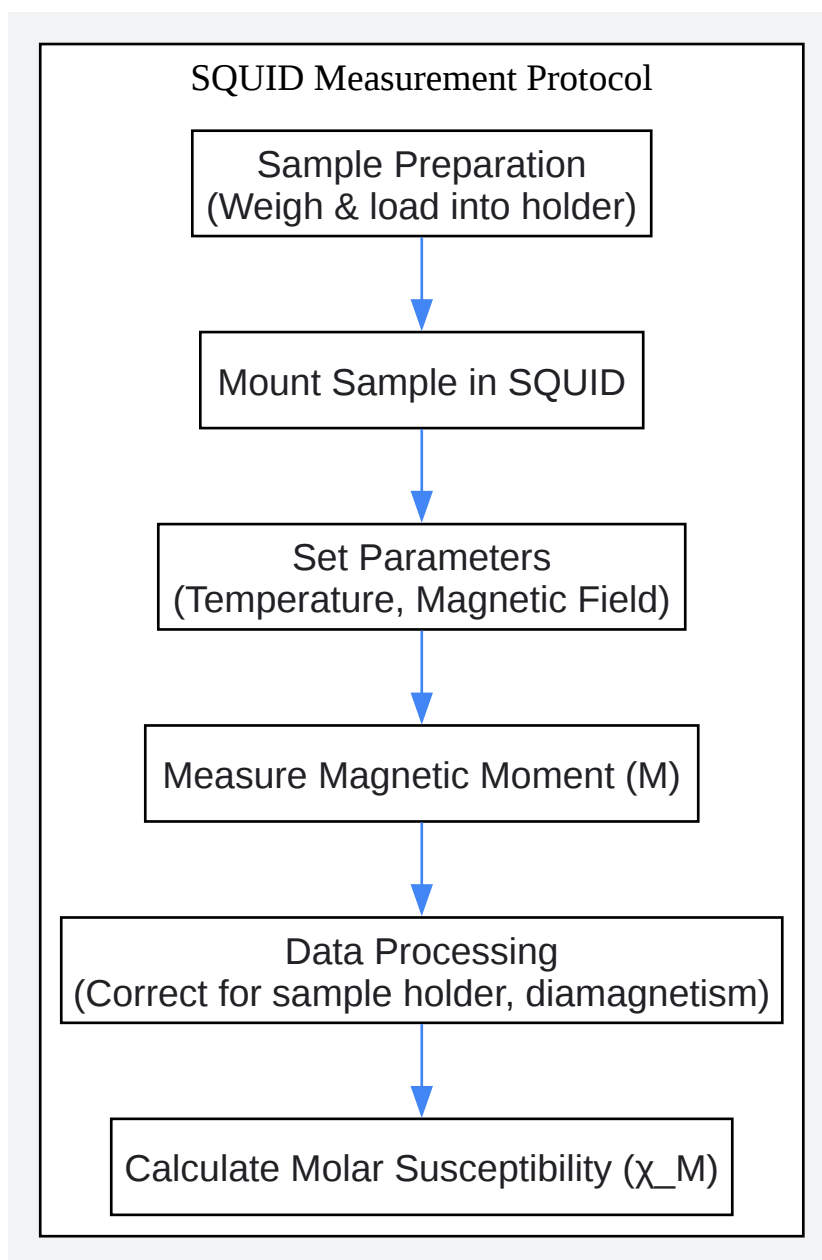 SQUID Measurement Protocol
Sample Preparation
(Weigh & load into holder)
Mount Sample in SQUID
Set Parameters
(Temperature, Magnetic Field)
Measure Magnetic Moment (M)
Data Processing
(Correct for sample holder, diamagnetism)
Calculate Molar Susceptibility (χ_M)